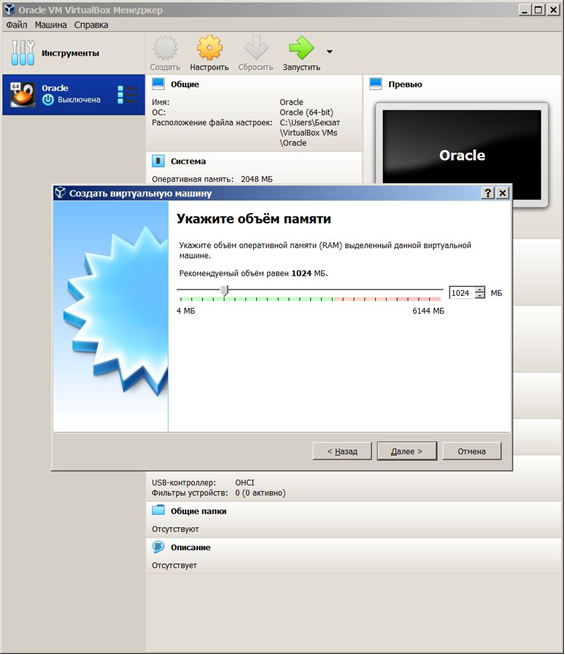 Oracle VM VirtualBox Менеджер
Файл Машина Справка
Инструменты
Создать Настроить Сбросить Запустить
64
Oracle
Выключена
Общие
Имя: Oracle
ОС: Oracle (64-bit)
Расположение файла настроек: C:\Users\Бекзат
\VirtualBox VMs
\Oracle
Превью
Oracle
Система
Оперативная память: 2048 МБ
Создать виртуальную машину
Укажите объём памяти
Укажите объём оперативной памяти (RAM) выделенный данной виртуальной
машине.
Рекомендуемый объём равен 1024 МБ.
1024 МБ
4 МБ 6144 МБ
< Назад Далее > Отмена
USB-контроллер: OHCI
Фильтры устройств: 0 (0 активно)
Общие папки
Отсутствуют
Описание
Отсутствует